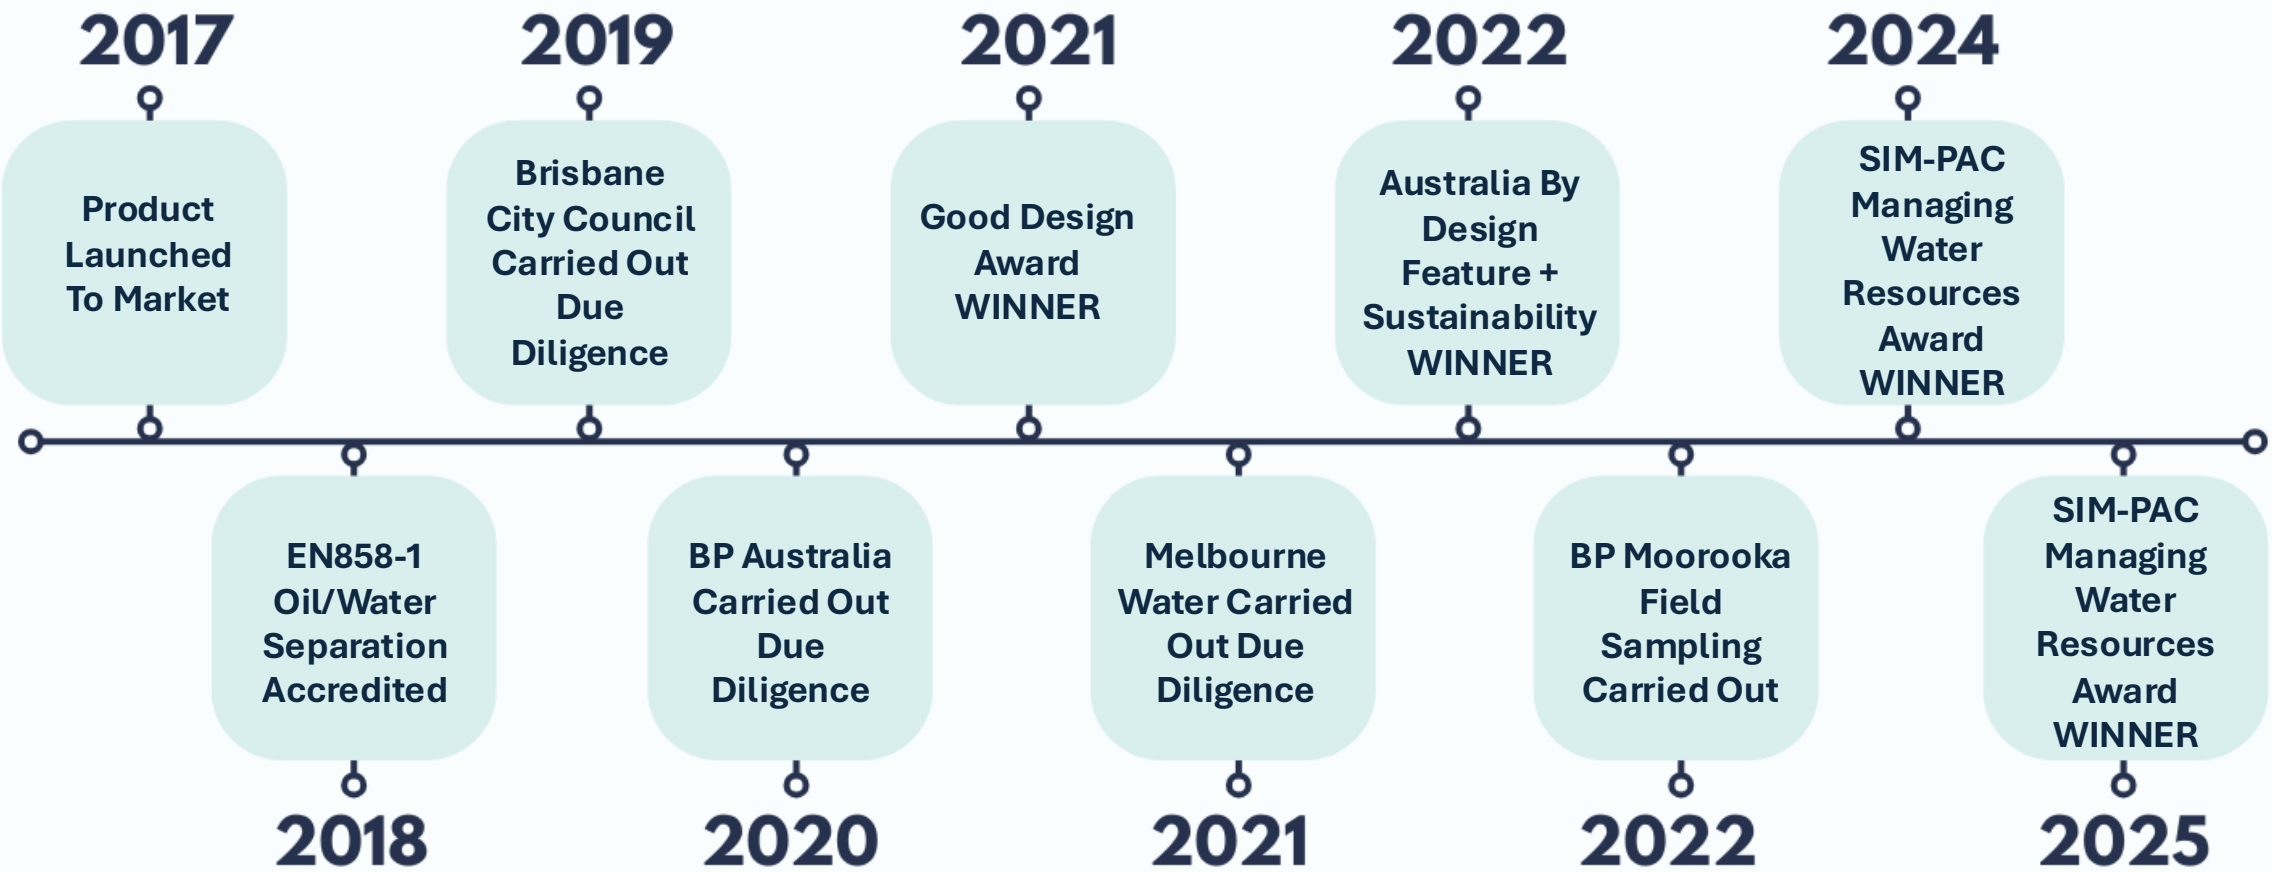 2017
Product
Launched
To Market
EN858-1
Oil/Water
Separation
Accredited
2018
2019
Brisbane
City Council
Carried Out
Due
Diligence
BP Australia
Carried Out
Due
Diligence
2020
2021
Good Design
Award
WINNER
Melbourne
Water Carried
Out Due
Diligence
2021
2022
Australia By
Design
Feature +
Sustainability
WINNER
BP Moorooka
Field
Sampling
Carried Out
2022
2024
SIM-PAC
Managing
Water
Resources
Award
WINNER
SIM-PAC
Managing
Water
Resources
Award
WINNER
2025